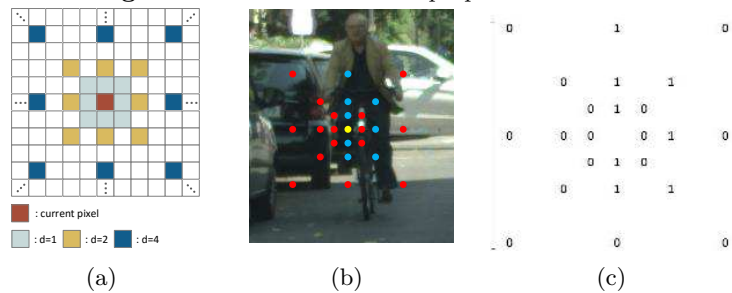 : current pixel
: d=1 : d=2 : d=4
(a)
(b)
0 1 0
0 1 1
0 1 0
0 0 0 0 1 1 0
0 1 0
0 1 1
0 0 0
(c)